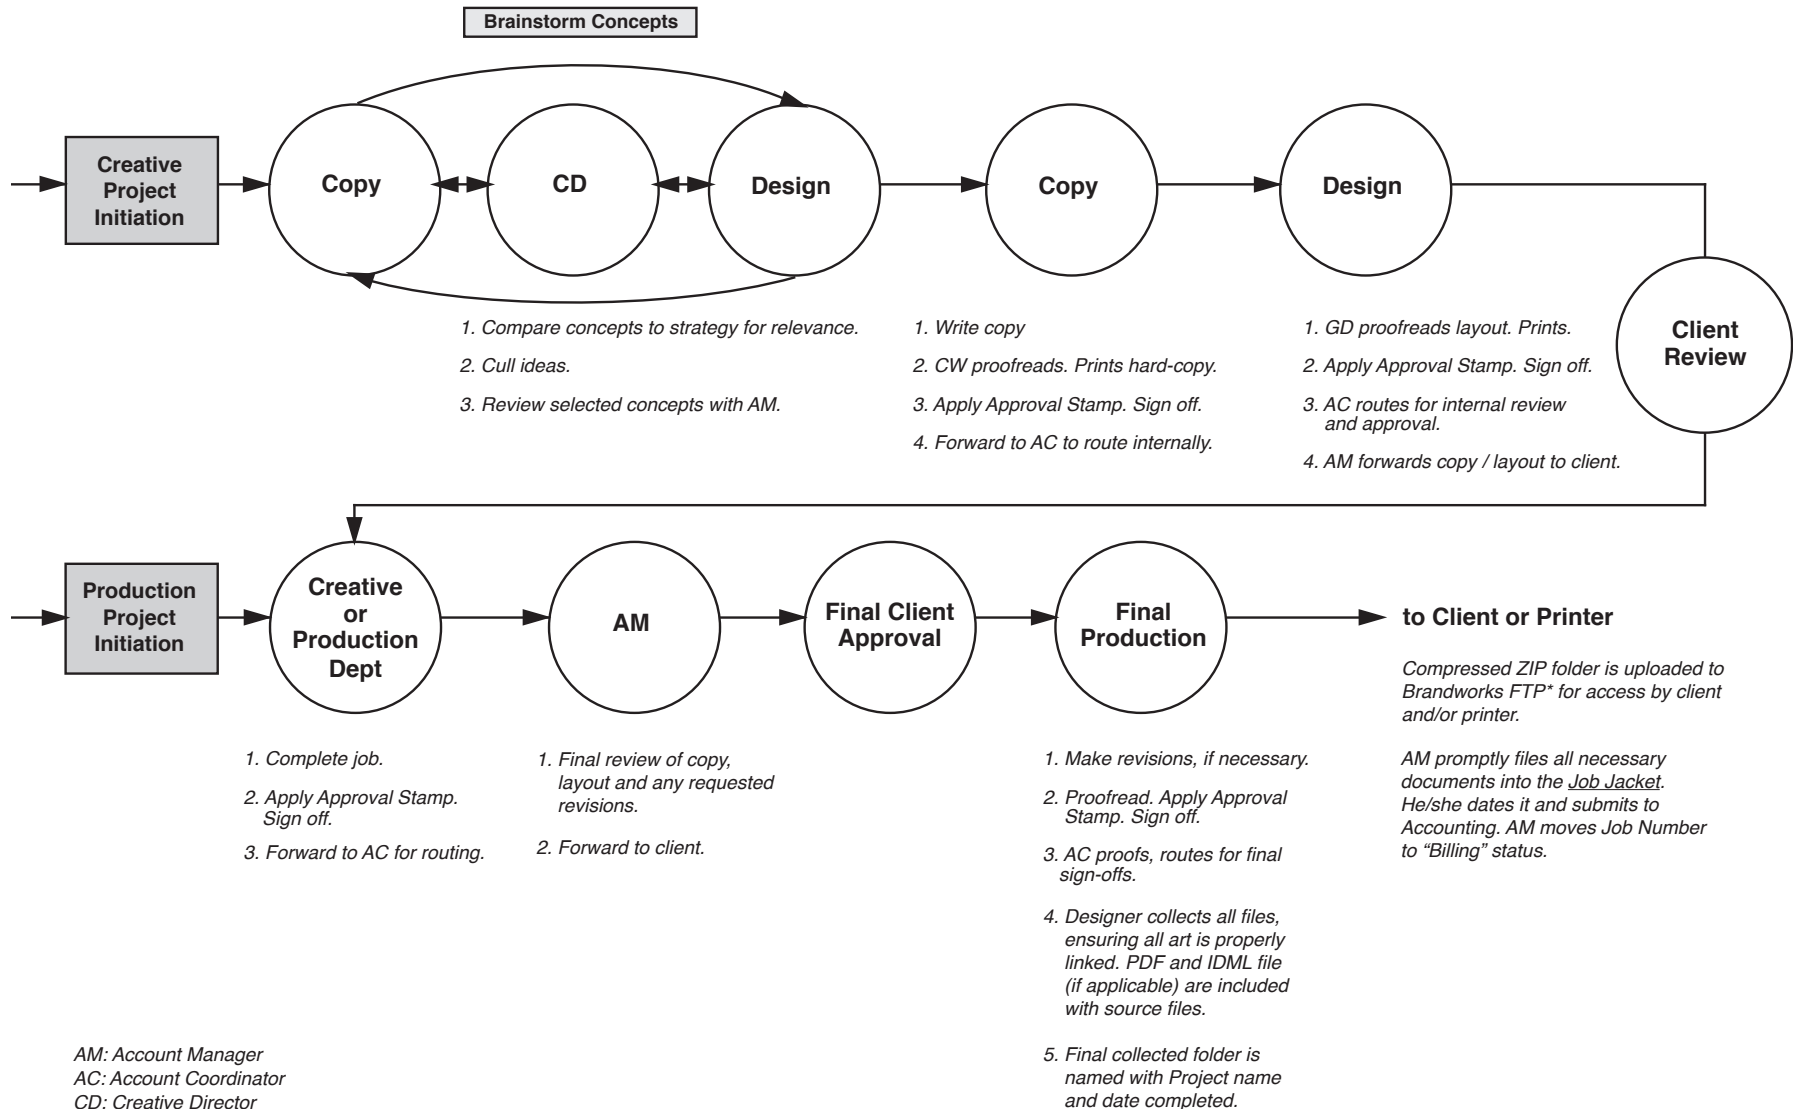 Brainstorm Concepts
Creative
Project
Initiation
Copy
CD
Design
Copy
Design
Client
Review
1. Compare concepts to strategy for relevance.
2. Cull ideas.
3. Review selected concepts with AM.
1. Write copy
2. CW proofreads. Prints hard-copy.
3. Apply Approval Stamp. Sign off.
4. Forward to AC to route internally.
1. GD proofreads layout. Prints.
2. Apply Approval Stamp. Sign off.
3. AC routes for internal review
and approval.
4. AM forwards copy / layout to client.
Production
Project
Initiation
Creative
or
Production
Dept
AM
Final Client
Approval
Final
Production
to Client or Printer
1. Complete job.
2. Apply Approval Stamp.
Sign off.
3. Forward to AC for routing.
1. Final review of copy,
layout and any requested
revisions.
2. Forward to client.
1. Make revisions, if necessary.
2. Proofread. Apply Approval
Stamp. Sign off.
3. AC proofs, routes for final
sign-offs.
4. Designer collects all files,
ensuring all art is properly
linked. PDF and IDML file
(if applicable) are included
with source files.
5. Final collected folder is
named with Project name
and date completed.
Compressed ZIP folder is uploaded to
Brandworks FTP* for access by client
and/or printer.
AM promptly files all necessary
documents into the Job Jacket.
He/she dates it and submits to
Accounting. AM moves Job Number
to “Billing” status.
AM: Account Manager
AC: Account Coordinator
CD: Creative Director